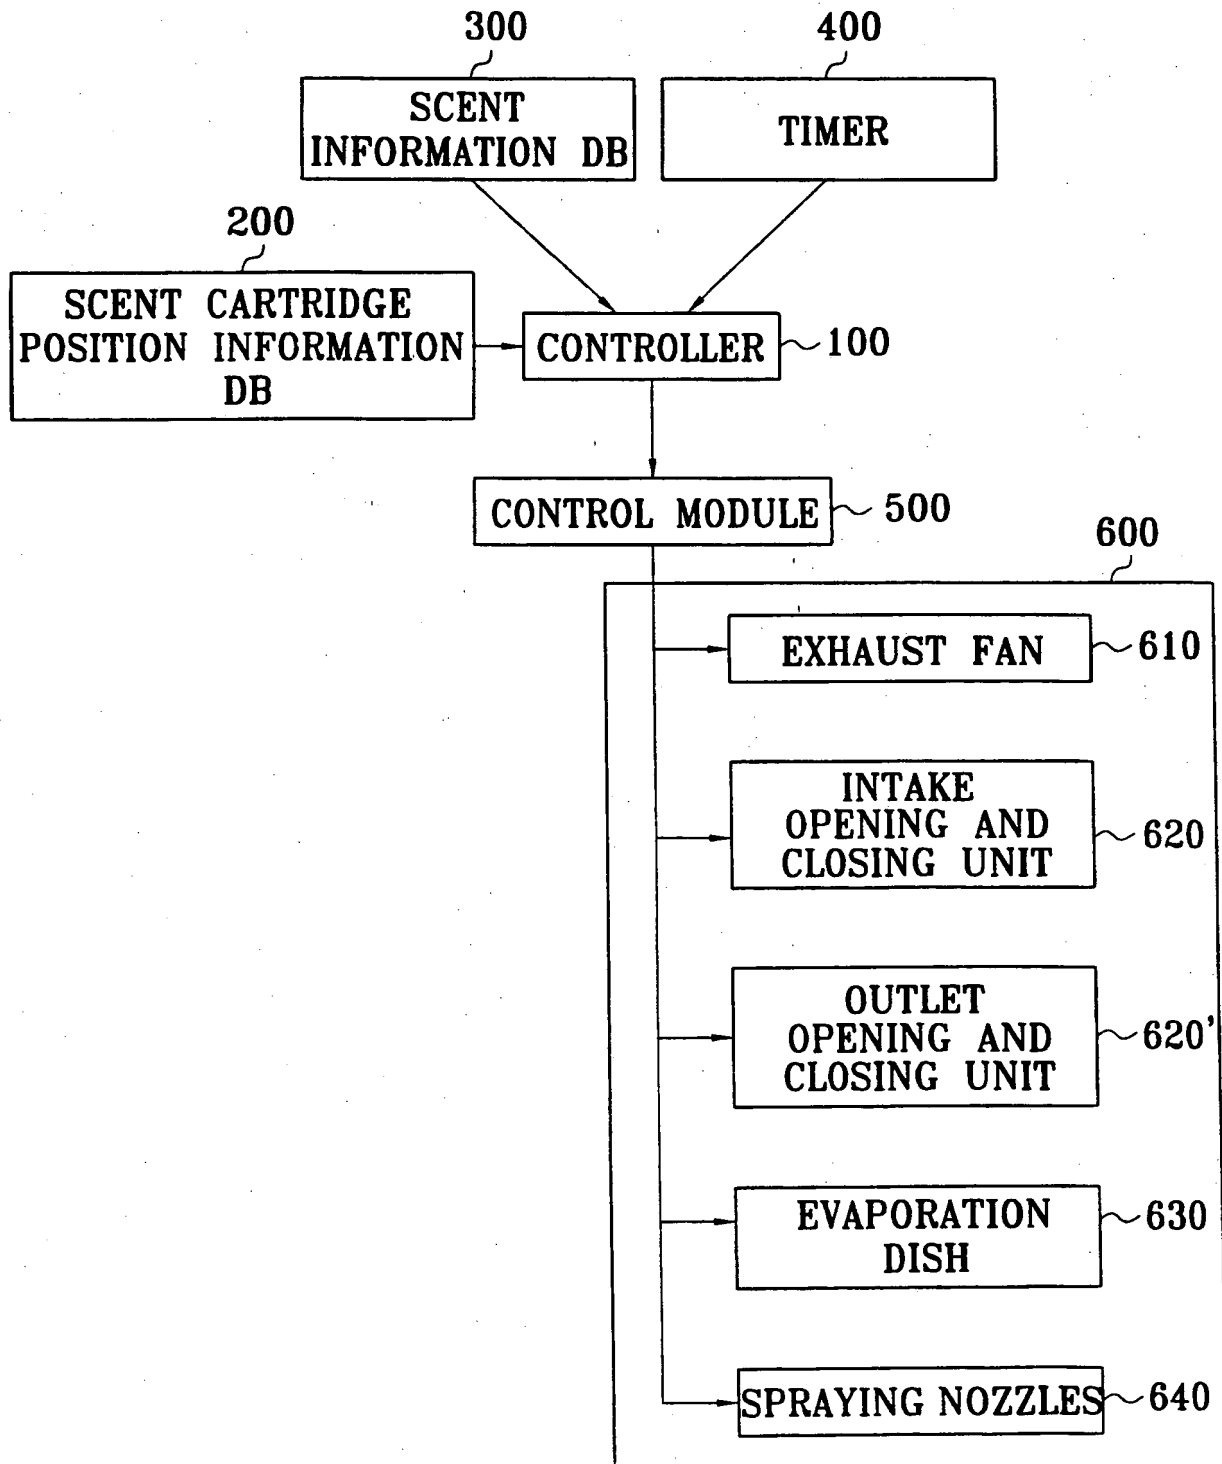 300
400
SCENT
INFORMATION DB
TIMER
200
SCENT CARTRIDGE
POSITION INFORMATION
DB
CONTROLLER
100
CONTROL MODULE
500
600
EXHAUST FAN
610
INTAKE
OPENING AND
CLOSING UNIT
620
OUTLET
OPENING AND
CLOSING UNIT
620'
EVAPORATION
DISH
630
SPRAYING NOZZLES
640